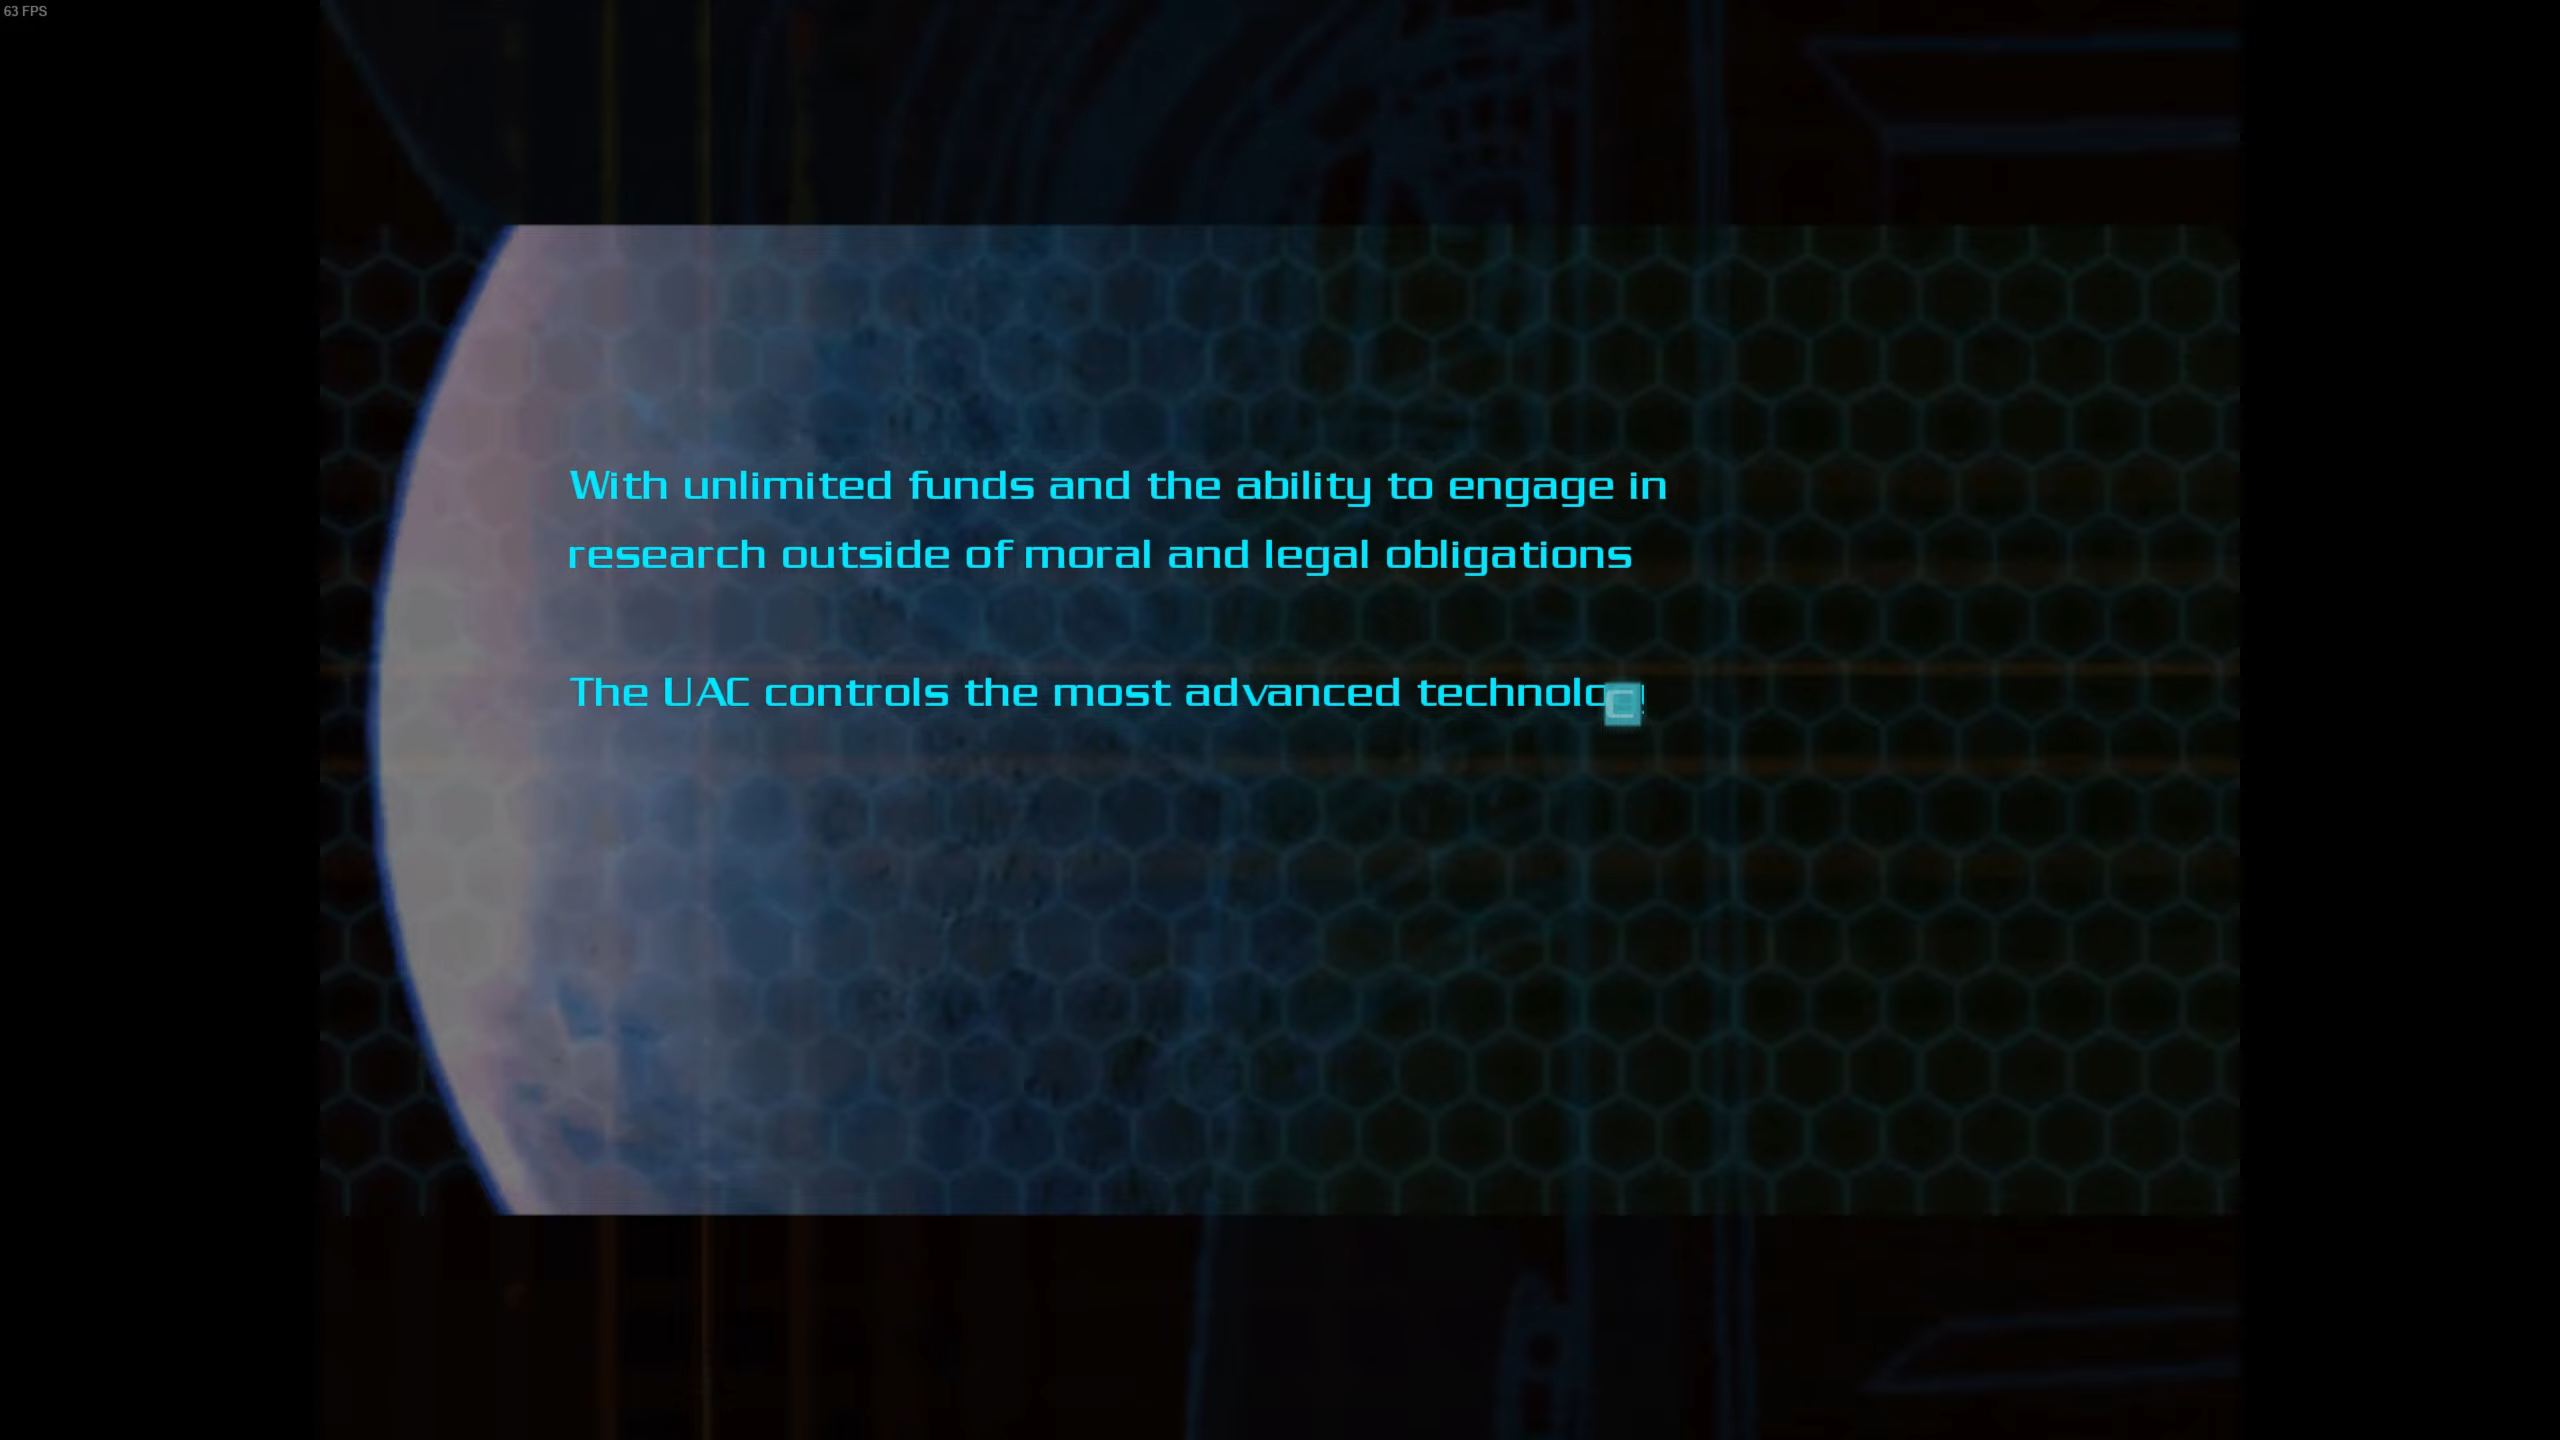 63 FPS
With unlimited funds and the ability to engage in
research outside of moral and legal obligations
The UAC controls the most advanced